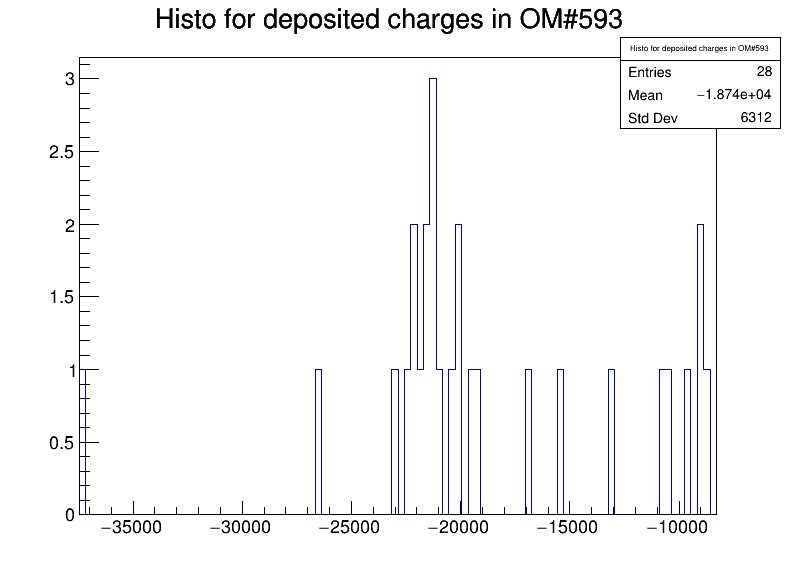 Histo for deposited charges in OM#593
Histo for deposited charges in OM#593
Entries 28
Mean −1.874e+04
Std Dev 6312
3
2.5
2
1.5
1
0.5
0
−35000 −30000 −25000 −20000 −15000 −10000